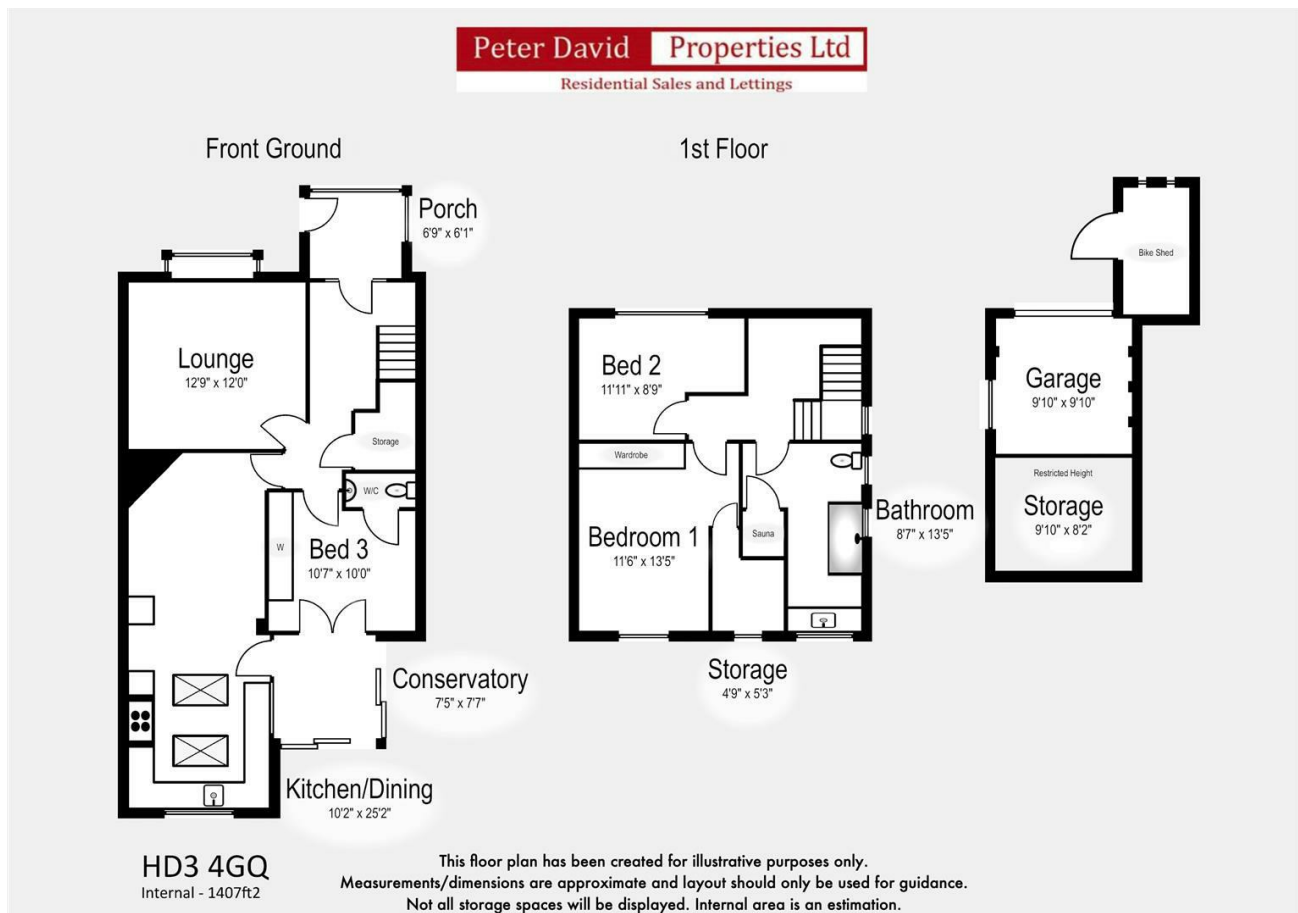 Peter David Properties Ltd
Residential Sales and Lettings
Front Ground
1st Floor
Porch
6'9" x 6'1"
Lounge
12'9" x 12'0"
Storage
W/C
W
Bed 3
10'7" x 10'0"
Conservatory
7'5" x 7'7"
Kitchen/Dining
10'2" x 25'2"
Bed 2
11'11" x 8'9"
Wardrobe
Bedroom 1
11'6" x 13'5"
Sauna
Bathroom
8'7" x 13'5"
Storage
4'9" x 5'3"
Bike Shed
Garage
9'10" x 9'10"
Restricted Height
Storage
9'10" x 8'2"
HD3 4GQ
Internal - 1407ft2
This floor plan has been created for illustrative purposes only.
Measurements/dimensions are approximate and layout should only be used for guidance.
Not all storage spaces will be displayed. Internal area is an estimation.